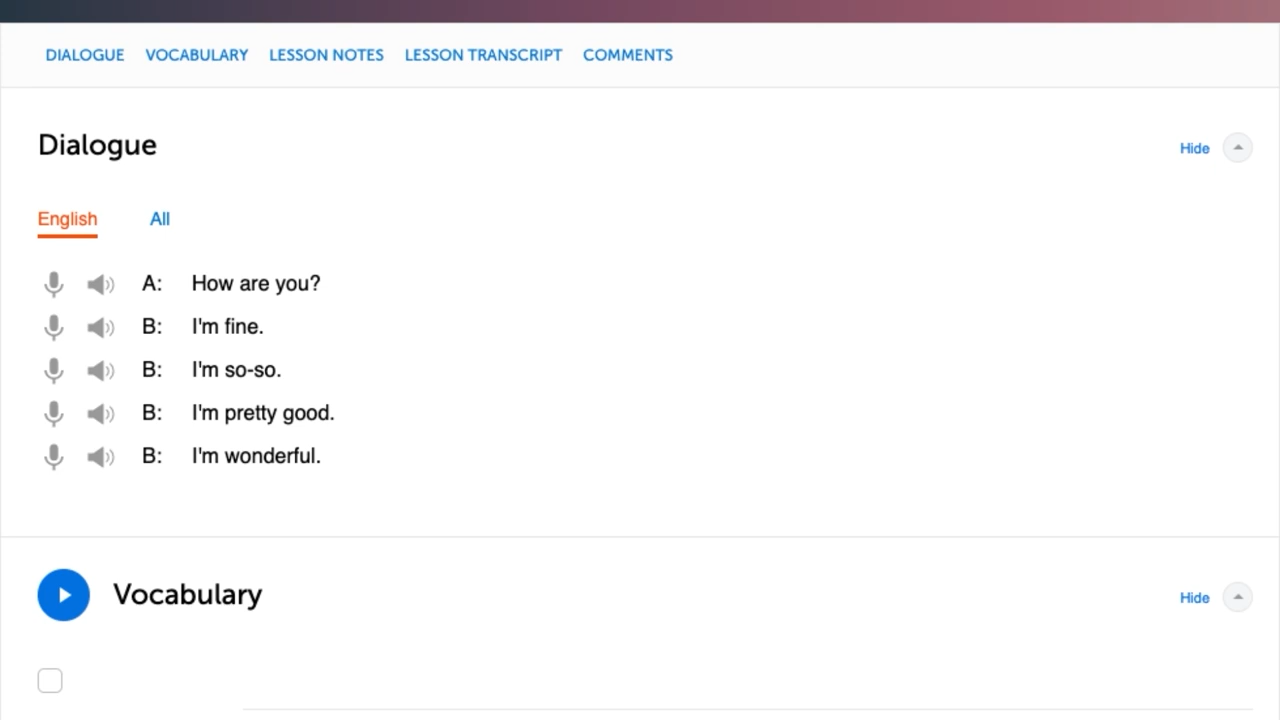 DIALOGUE VOCABULARY LESSON NOTES LESSON TRANSCRIPT COMMENTS
Dialogue
Hide
English All
A: How are you?
B: I'm fine.
B: I'm so-so.
B: I'm pretty good.
B: I'm wonderful.
Vocabulary
Hide